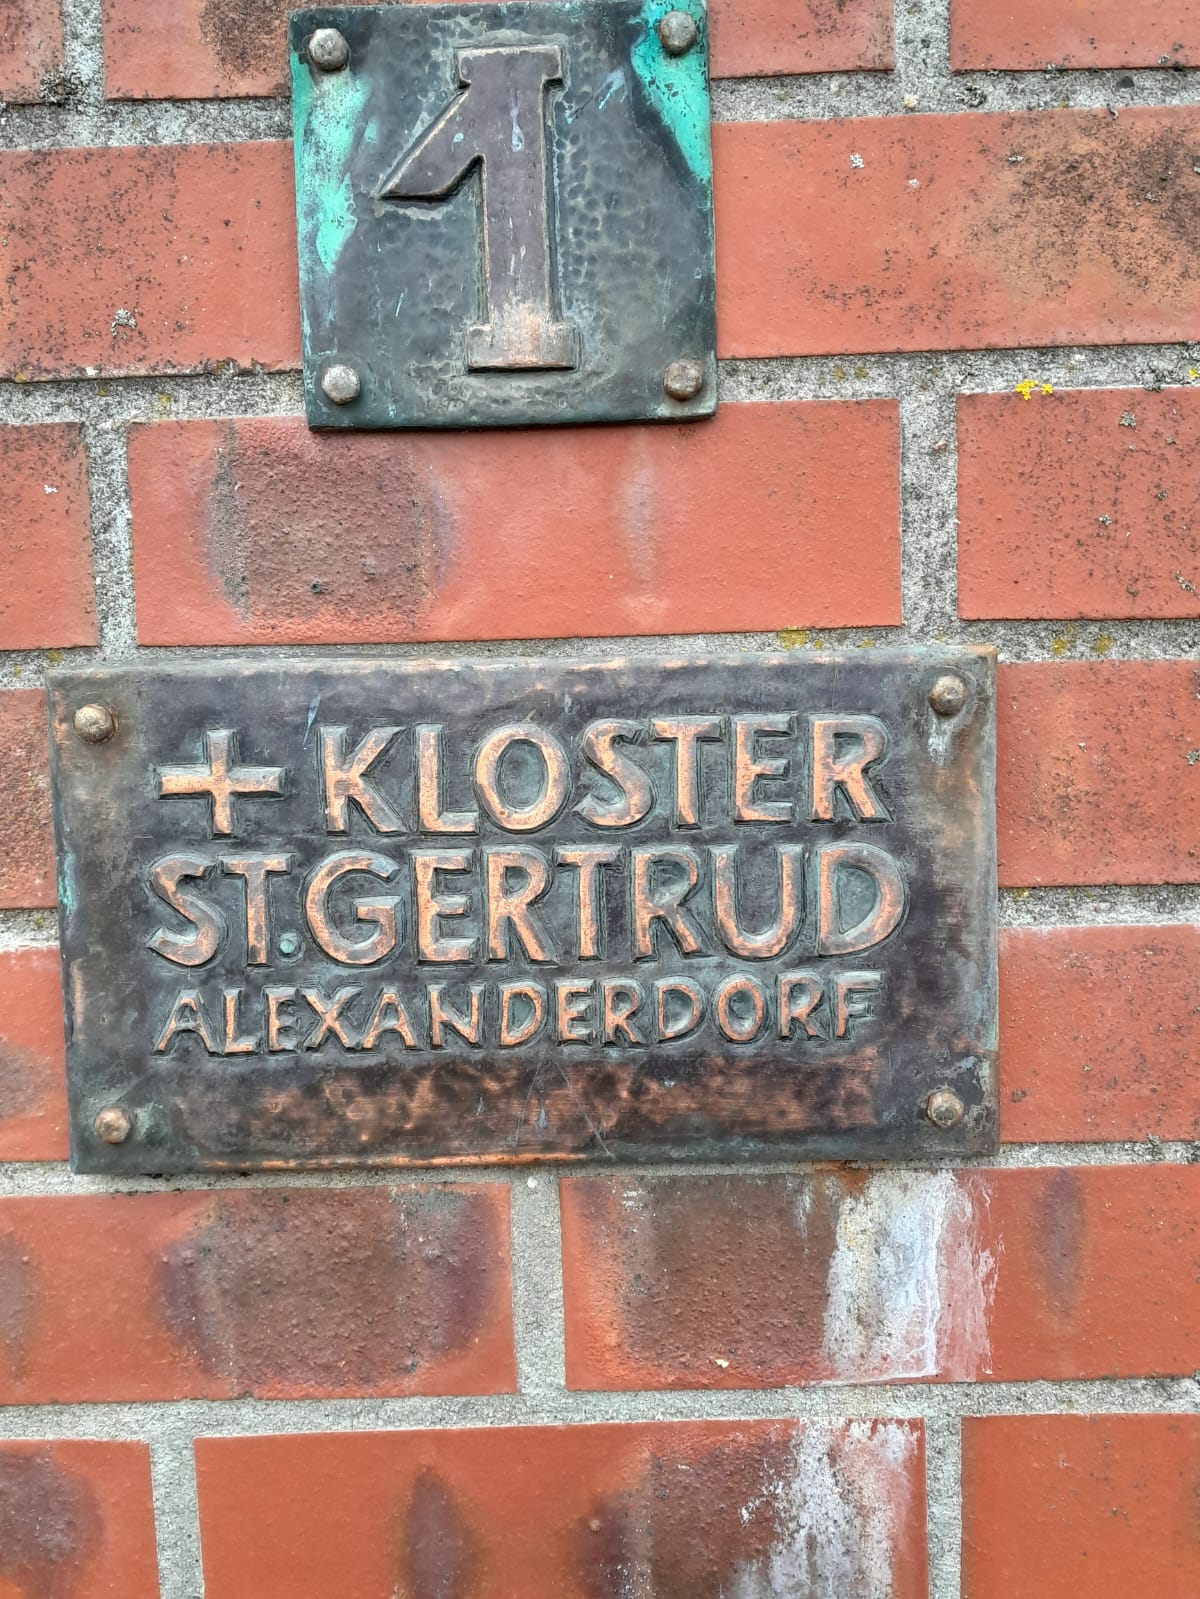 1
+ KLOSTER
ST.GERTRUD
ALEXANDERDORF